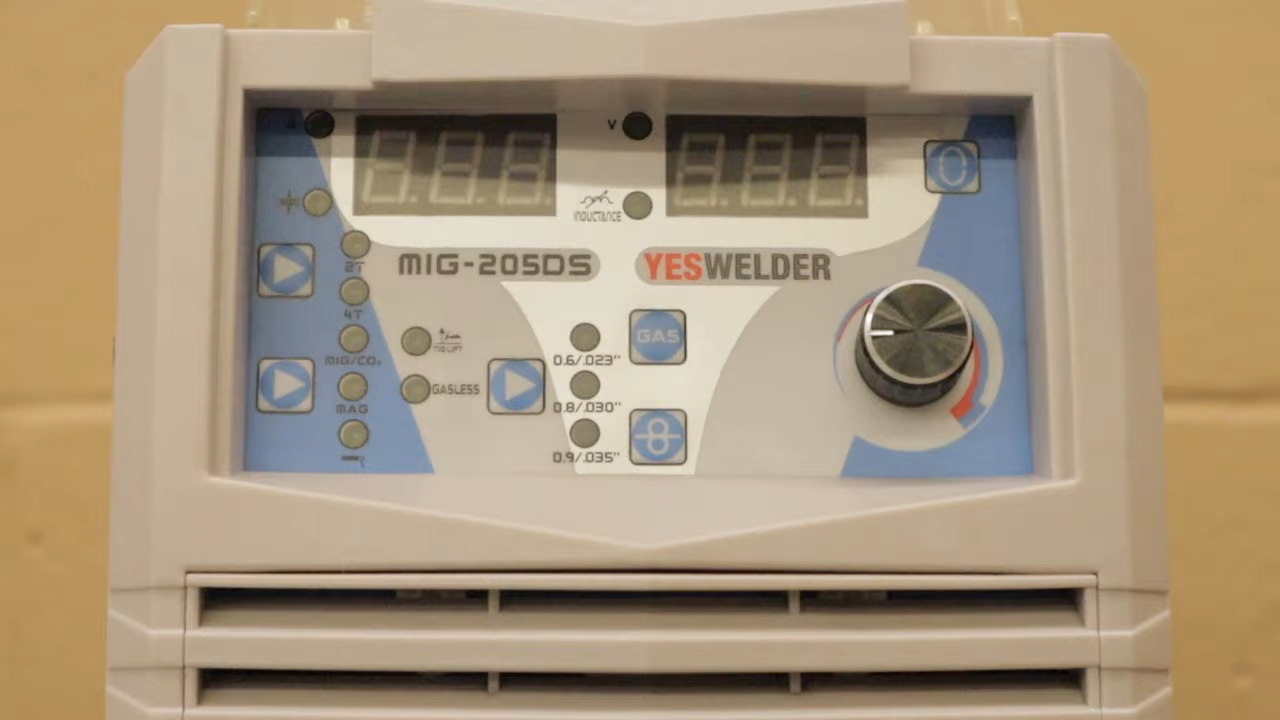 A
V
INDUCTANCE
MIG-205DS
YESWELDER
2T
4T
MIG/CO₂
MAG
TIG LIFT
GASLESS
GAS
0.6/.023"
0.8/.030"
0.9/.035"